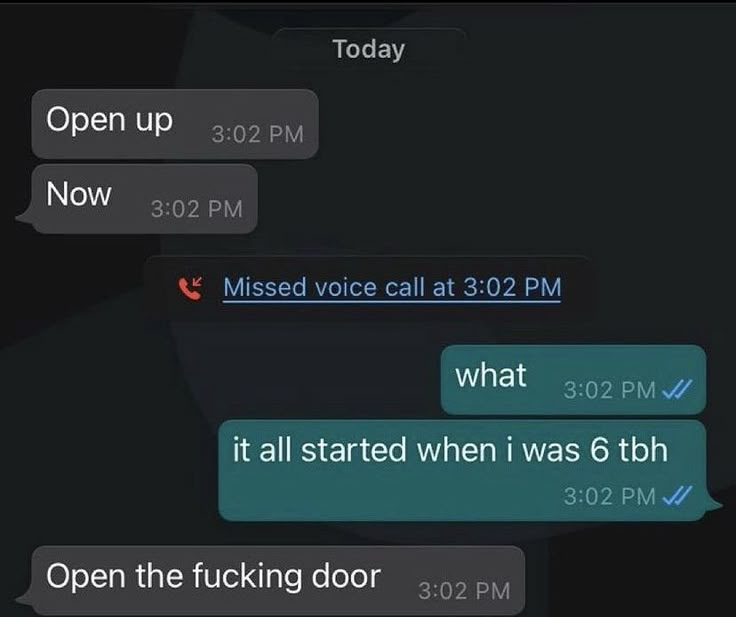 Today
Open up 3:02 PM
Now 3:02 PM
Missed voice call at 3:02 PM
what 3:02 PM
it all started when i was 6 tbh
3:02 PM
Open the fucking door 3:02 PM